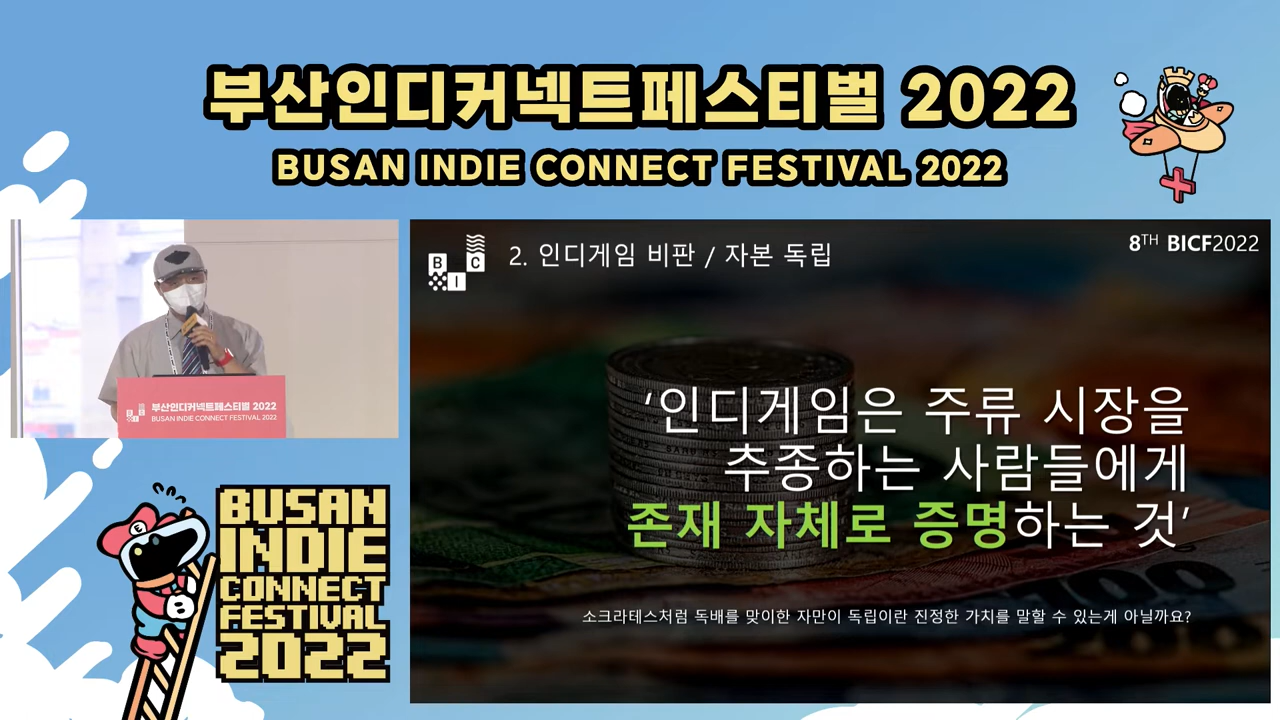 부산인디커넥트페스티벌 2022
BUSAN INDIE CONNECT FESTIVAL 2022
부산인디커넥트페스티벌 2022
BUSAN INDIE CONNECT FESTIVAL 2022
B
C
I
2. 인디게임 비판 / 자본 독립
8TH BICF2022
‘인디게임은 주류 시장을
추종하는 사람들에게
존재 자체로 증명하는 것’
소크라테스처럼 독배를 맞이한 자만이 독립이란 진정한 가치를 말할 수 있는게 아닐까요?
100
B
BUSAN
INDIE
CONNECT
FESTIVAL
2022